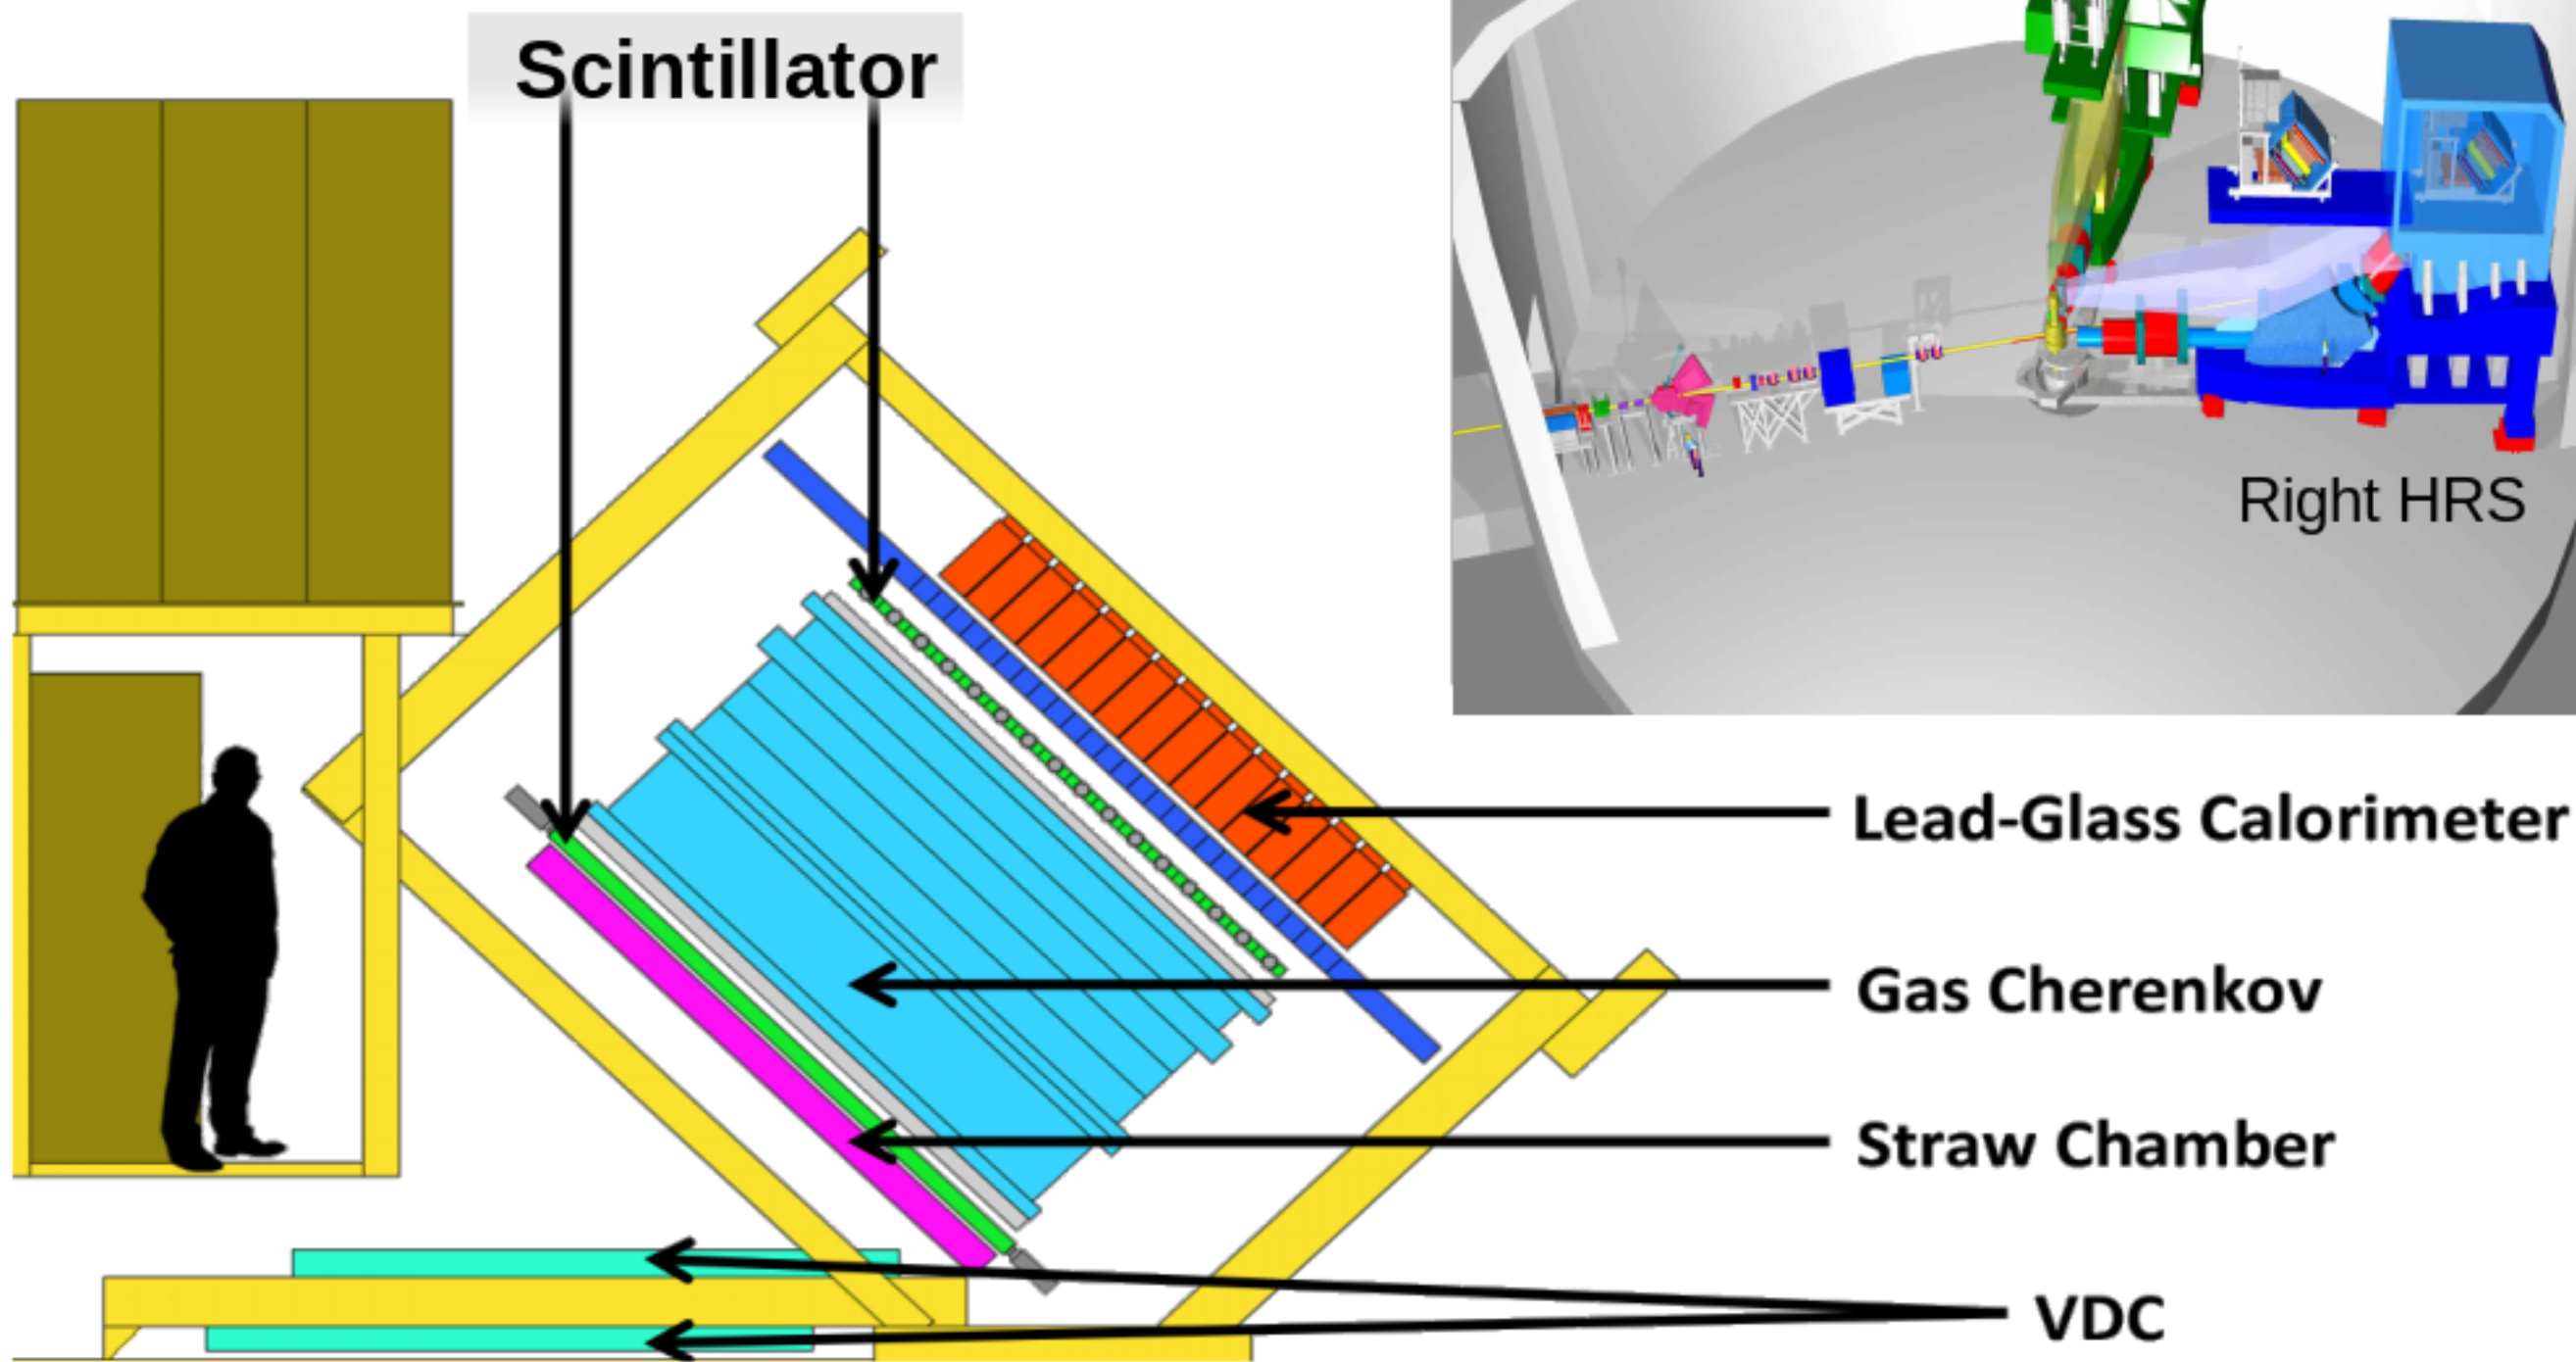 Scintillator
Right HRS
Lead-Glass Calorimeter
Gas Cherenkov
Straw Chamber
VDC